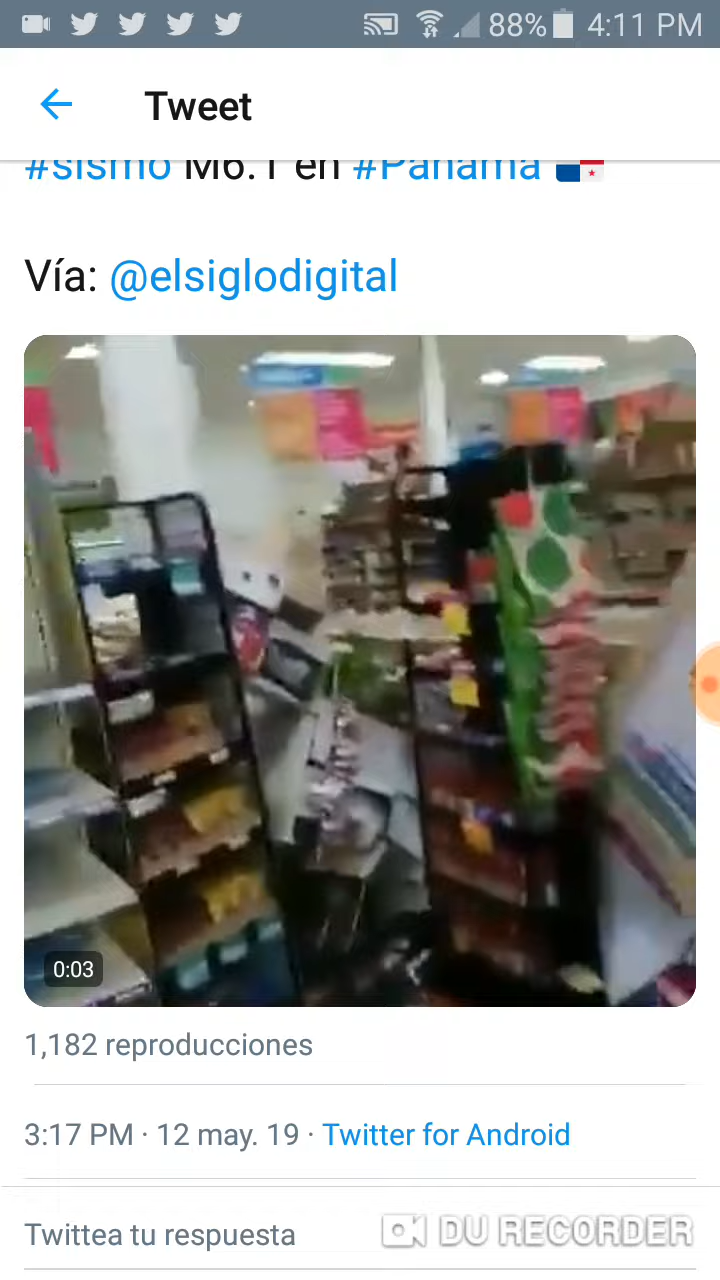 88% 4:11 PM
Tweet
#sismo M6.1 en #Panamá
Vía: @elsiglodigital
0:03
1,182 reproducciones
3:17 PM · 12 may. 19 · Twitter for Android
Twittea tu respuesta
DU RECORDER